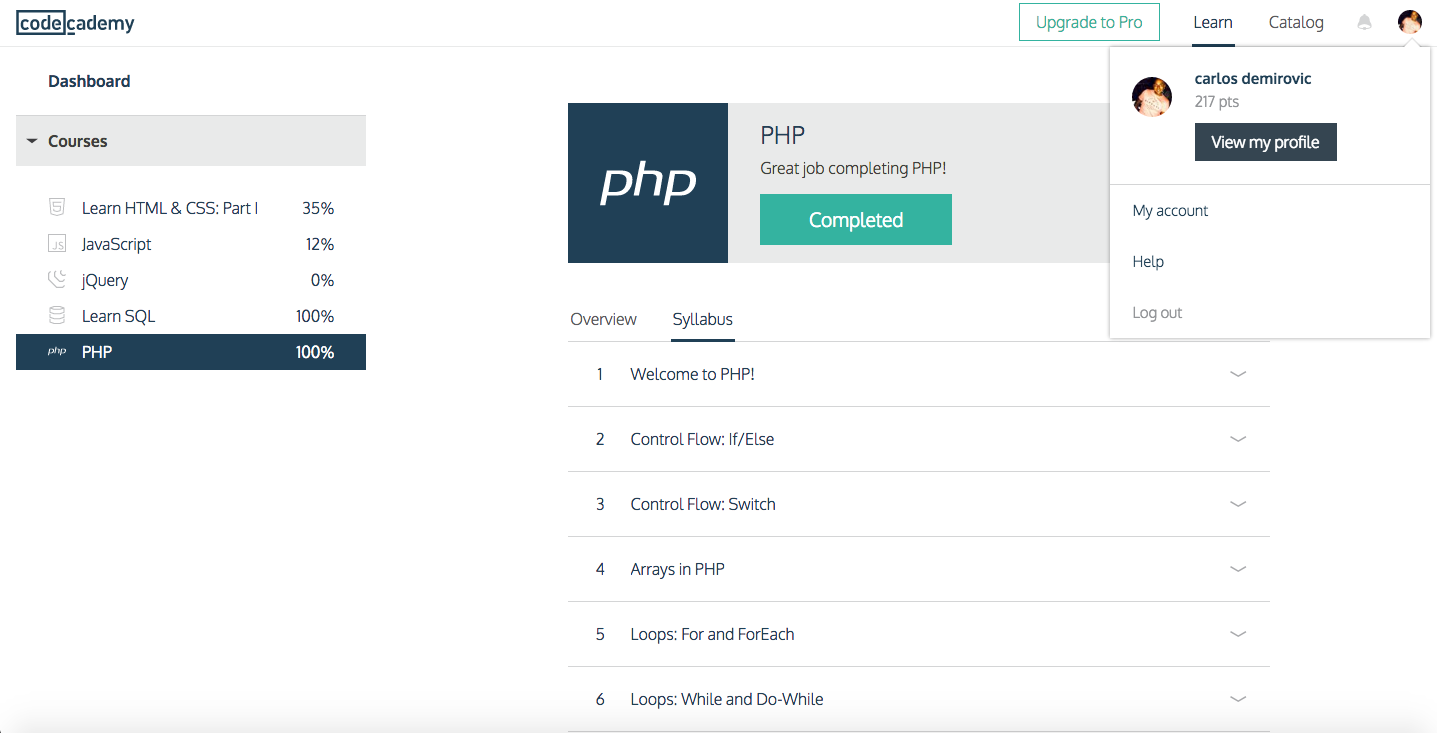 codecademy
Upgrade to Pro
Learn
Catalog
Dashboard
Courses
Learn HTML & CSS: Part I 35%
JS JavaScript 12%
jQuery 0%
Learn SQL 100%
php PHP 100%
php
PHP
Great job completing PHP!
Completed
carlos demirovic
217 pts
View my profile
My account
Help
Log out
Overview
Syllabus
1 Welcome to PHP!
2 Control Flow: If/Else
3 Control Flow: Switch
4 Arrays in PHP
5 Loops: For and ForEach
6 Loops: While and Do-While